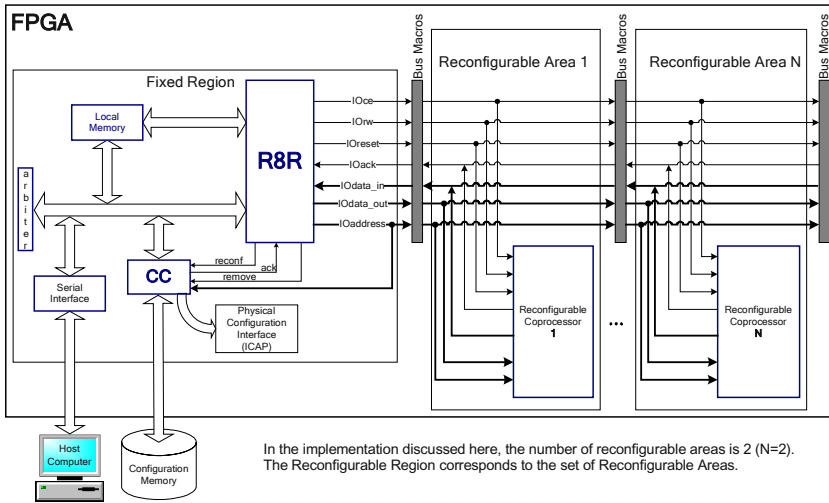 FPGA
Fixed Region
Local
Memory
R8R
arbiter
CC
reconf
ack
remove
Serial
Interface
Physical
Configuration
Interface
(ICAP)
IOce
IOrw
IOreset
IOack
IOdata_in
IOdata_out
IOaddress
Bus Macros
Reconfigurable Area 1
Reconfigurable
Coprocessor
1
Bus Macros
...
Reconfigurable Area N
Reconfigurable
Coprocessor
N
Bus Macros
Host
Computer
Configuration
Memory
In the implementation discussed here, the number of reconfigurable areas is 2 (N=2).
The Reconfigurable Region corresponds to the set of Reconfigurable Areas.